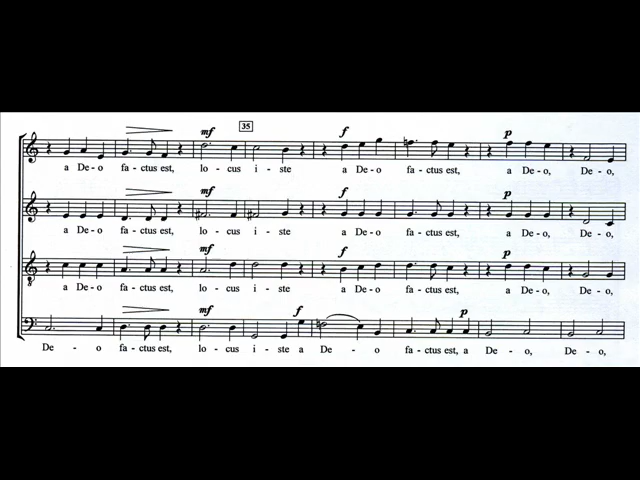 35
mf f p
a De - o fa - ctus est, lo - cus i - ste a De - o fa - ctus est, a De - o, De - o,
mf f p
a De - o fa - ctus est, lo - cus i - ste a De - o fa - ctus est, a De - o, De - o,
mf f p
8
a De - o fa - ctus est, lo - cus i - ste a De - o fa - ctus est, a De - o, De - o,
mf f p
De - o fa - ctus est, lo - cus i - ste a De - o fa - ctus est, a De - o, De - o,